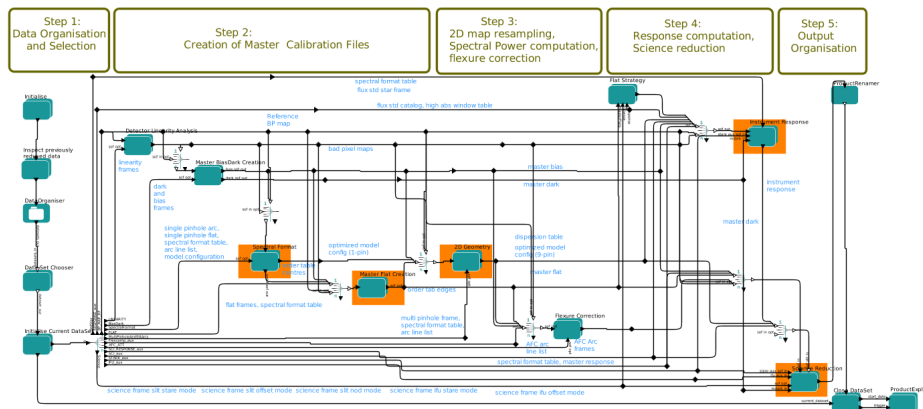 Step 1:
Data Organisation
and Selection
Step 2:
Creation of Master Calibration Files
Step 3:
2D map resampling,
Spectral Power computation,
flexure correction
Step 4:
Response computation,
Science reduction
Step 5:
Output
Organisation
spectral format table
flux std star frame
Flat Strategy
ProductRenamer
Initialise
flux std catalog, high abs window table
Reference
BP map
Instrument Response
Detector Linearity Analysis
bad pixel maps
Inspect previously
reduced data
linearity
frames
Master BiasDark Creation
master bias
master dark
instrument
response
dark
and
bias
frames
DataOrganiser
single pinhole arc,
single pinhole flat,
spectral format table,
arc line list,
model configuration
master dark
dispersion table
Spectral Format
optimized model
config (1-pin)
2D Geometry
optimized model
config (9-pin)
DataSet Chooser
order table
centres
Master Flat Creation
master flat
order tab edges
flat frames, spectral format table
multi pinhole frame,
spectral format table,
arc line list
Flexure Correction
Initialise Current DataSet
AFC arc
line list
AFC Arc
frames
spectral format table, master response
Science Reduction
science frame slit stare mode
science frame slit offset mode
science frame slit nod mode
science frame ifu stare mode
science frame ifu offset mode
Close DataSet